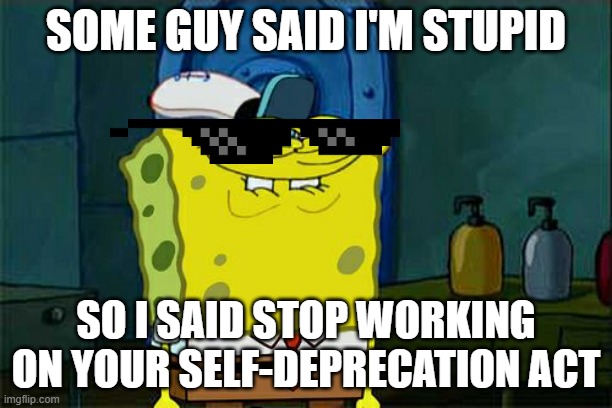 SOME GUY SAID I'M STUPID
SO I SAID STOP WORKING
ON YOUR SELF-DEPRECATION ACT
imgflip.com